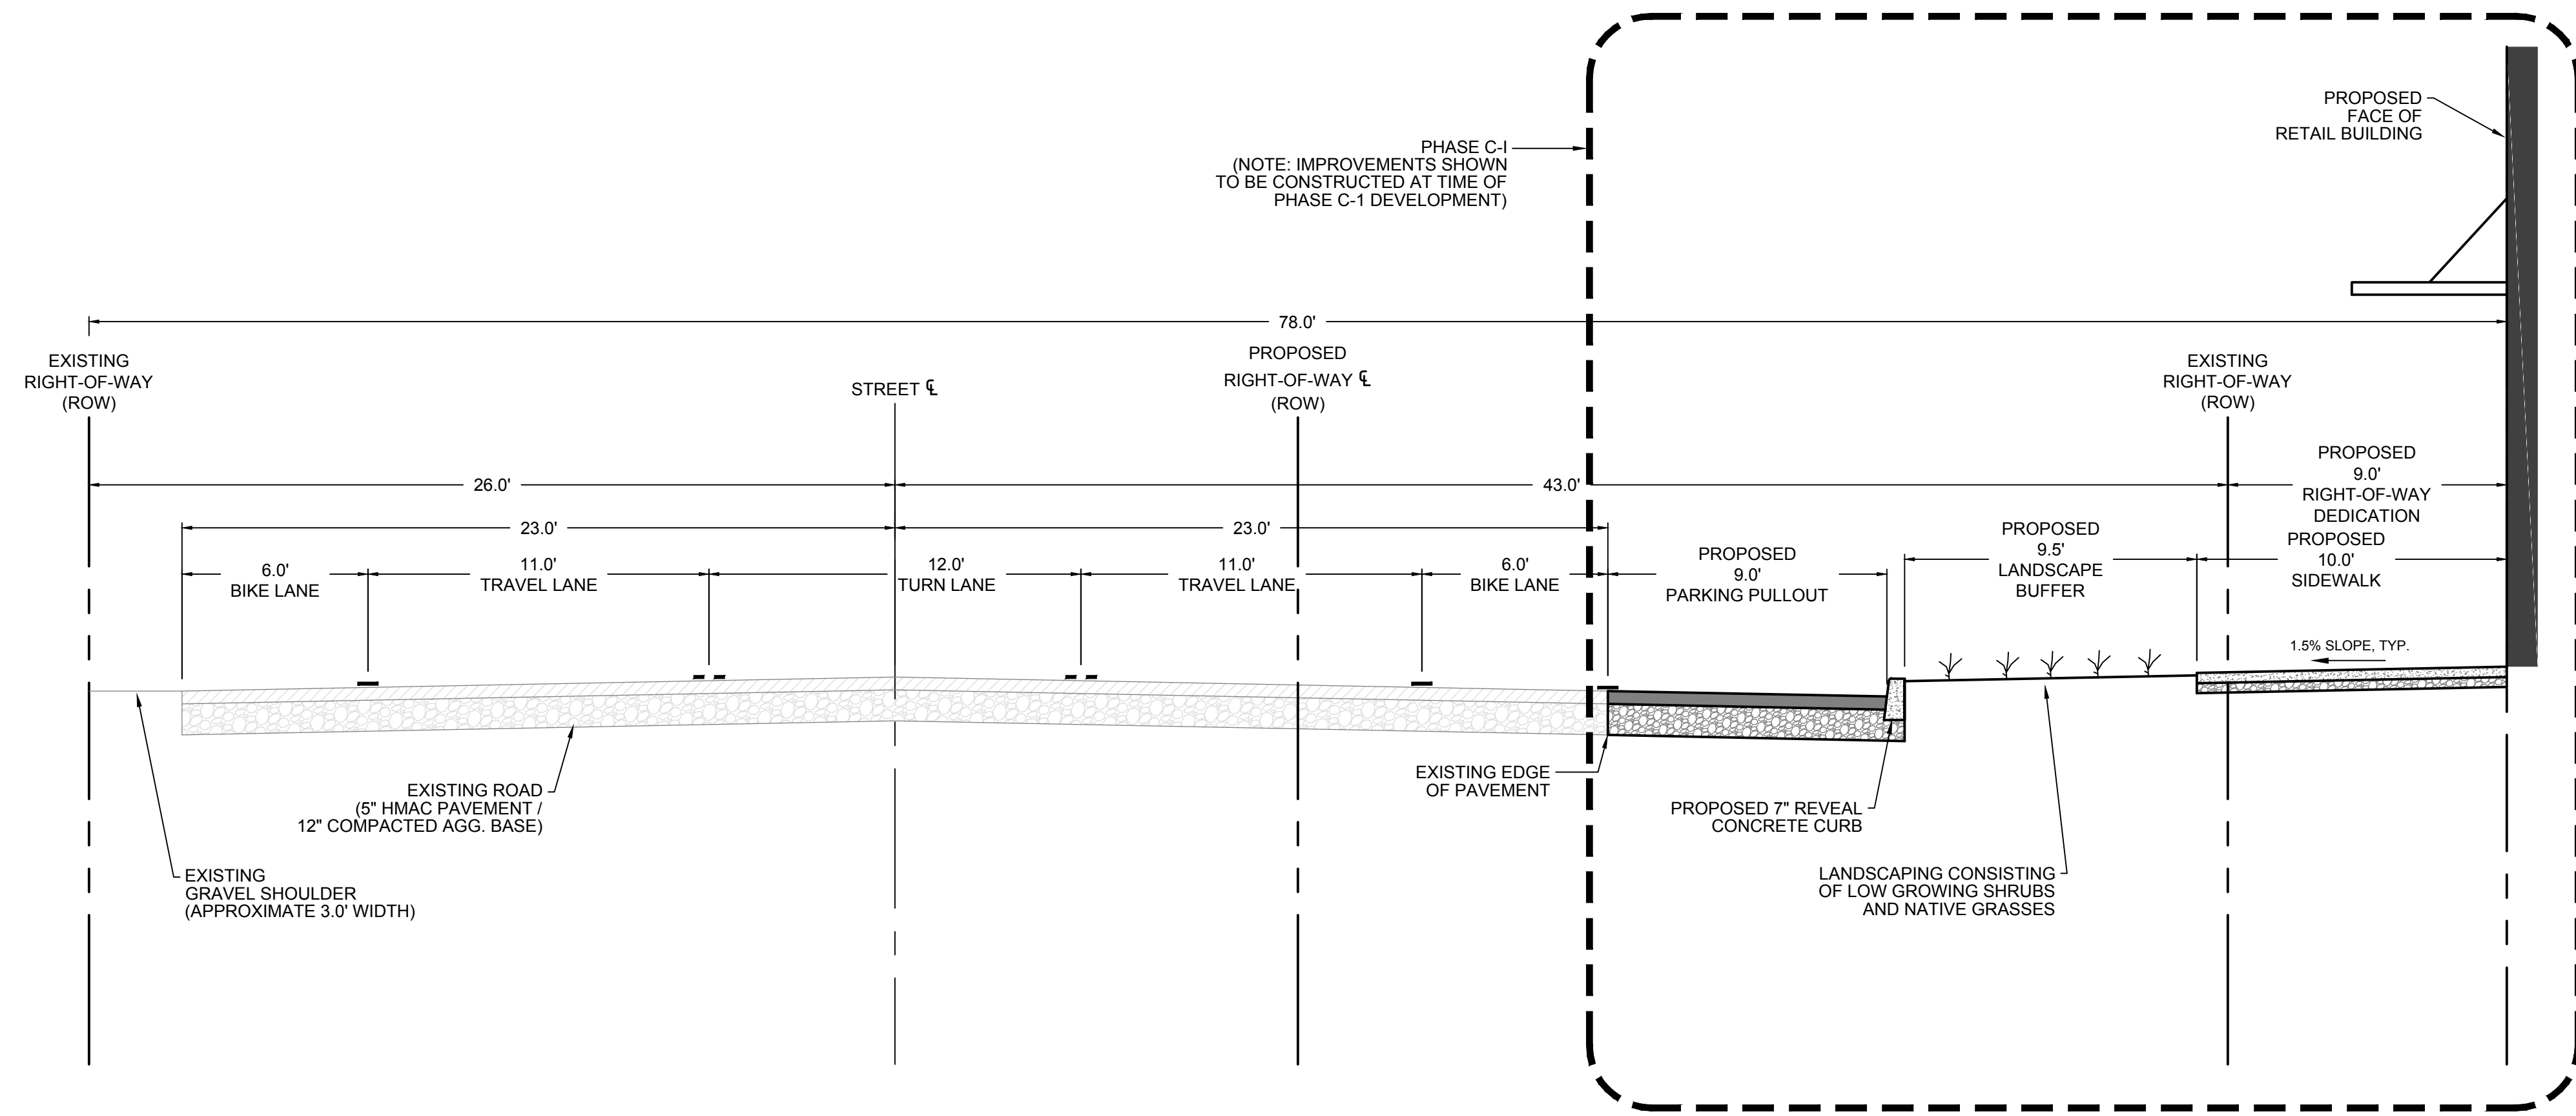 PROPOSED
FACE OF
RETAIL BUILDING
PHASE C-I
(NOTE: IMPROVEMENTS SHOWN
TO BE CONSTRUCTED AT TIME OF
PHASE C-1 DEVELOPMENT)
78.0'
EXISTING
RIGHT-OF-WAY
(ROW)
STREET ℄
PROPOSED
RIGHT-OF-WAY ℄
(ROW)
EXISTING
RIGHT-OF-WAY
(ROW)
26.0'
43.0'
PROPOSED
9.0'
RIGHT-OF-WAY
DEDICATION
23.0'
23.0'
6.0'
BIKE LANE
11.0'
TRAVEL LANE
12.0'
TURN LANE
11.0'
TRAVEL LANE
6.0'
BIKE LANE
PROPOSED
9.0'
PARKING PULLOUT
PROPOSED
9.5'
LANDSCAPE
BUFFER
PROPOSED
10.0'
SIDEWALK
1.5% SLOPE, TYP.
EXISTING ROAD
(5" HMAC PAVEMENT /
12" COMPACTED AGG. BASE)
EXISTING
GRAVEL SHOULDER
(APPROXIMATE 3.0' WIDTH)
EXISTING EDGE
OF PAVEMENT
PROPOSED 7" REVEAL
CONCRETE CURB
LANDSCAPING CONSISTING
OF LOW GROWING SHRUBS
AND NATIVE GRASSES